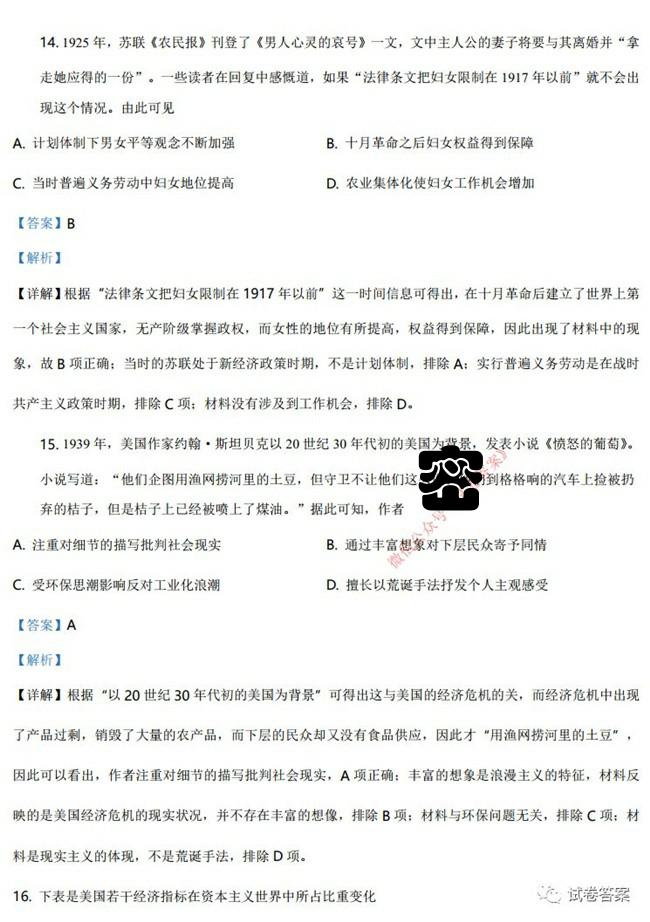 14. 1925 年，苏联《农民报》刊登了《男人心灵的哀号》一文，文中主人公的妻子将要与其离婚并“拿
走她应得的一份”。一些读者在回复中感慨道，如果“法律条文把妇女限制在 1917 年以前”就不会出
现这个情况。由此可见
A. 计划体制下男女平等观念不断加强 B. 十月革命之后妇女权益得到保障
C. 当时普遍义务劳动中妇女地位提高 D. 农业集体化使妇女工作机会增加
【答案】B
【解析】
【详解】根据“法律条文把妇女限制在 1917 年以前”这一时间信息可得出，在十月革命后建立了世界上第
一个社会主义国家，无产阶级掌握政权，而女性的地位有所提高，权益得到保障，因此出现了材料中的现
象，故 B 项正确；当时的苏联处于新经济政策时期，不是计划体制，排除 A；实行普遍义务劳动是在战时
共产主义政策时期，排除 C 项；材料没有涉及到工作机会，排除 D。
15. 1939 年，美国作家约翰·斯坦贝克以 20 世纪 30 年代初的美国为背景，发表小说《愤怒的葡萄》。
小说写道：“他们企图用渔网捞河里的土豆，但守卫不让他们这 到格格响的汽车上捡被扔
弃的桔子，但是桔子上已经被喷上了煤油。”据此可知，作者
A. 注重对细节的描写批判社会现实 B. 通过丰富想象对下层民众寄予同情
C. 受环保思潮影响反对工业化浪潮 D. 擅长以荒诞手法抒发个人主观感受
【答案】A
【解析】
【详解】根据“以 20 世纪 30 年代初的美国为背景”可得出这与美国的经济危机的关，而经济危机中出现
了产品过剩，销毁了大量的农产品，而下层的民众却又没有食品供应，因此才“用渔网捞河里的土豆”，
因此可以看出，作者注重对细节的描写批判社会现实，A 项正确；丰富的想象是浪漫主义的特征，材料反
映的是美国经济危机的现实状况，并不存在丰富的想像，排除 B 项；材料与环保问题无关，排除 C 项；材
料是现实主义的体现，不是荒诞手法，排除 D 项。
16. 下表是美国若干经济指标在资本主义世界中所占比重变化
微信公众号 答案》
试卷答案